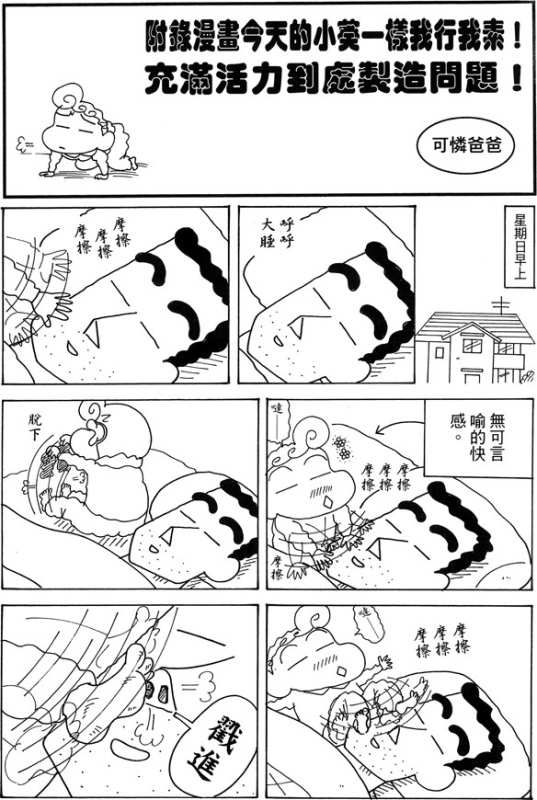 附錄漫畫今天的小葵一樣我行我素！
充滿活力到處製造問題！
可憐爸爸
星期日早上
呼呼
大睡
摩擦
摩擦
摩擦
無可言
喻的快
感。
哇
摩擦
摩擦
摩擦
摩擦
脫下
哇
摩擦
摩擦
摩擦
戳進